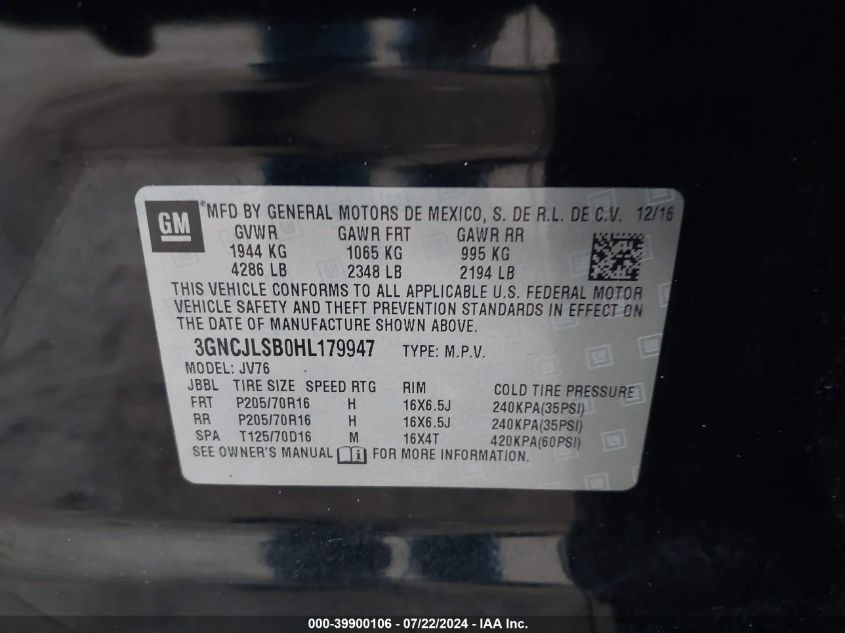 GM ®MFD BY GENERAL MOTORS DE MEXICO, S. DE R.L. DE C.V. 12/16
GVWR GAWR FRT GAWR RR
1944 KG 1065 KG 995 KG
4286 LB 2348 LB 2194 LB
THIS VEHICLE CONFORMS TO ALL APPLICABLE U.S. FEDERAL MOTOR
VEHICLE SAFETY AND THEFT PREVENTION STANDARDS IN EFFECT ON
THE DATE OF MANUFACTURE SHOWN ABOVE.
3GNCJLSB0HL179947 TYPE: M.P.V.
MODEL: JV76
JBBL TIRE SIZE SPEED RTG RIM COLD TIRE PRESSURE
FRT P205/70R16 H 16X6.5J 240KPA(35PSI)
RR P205/70R16 H 16X6.5J 240KPA(35PSI)
SPA T125/70D16 M 16X4T 420KPA(60PSI)
SEE OWNER'S MANUAL FOR MORE INFORMATION.
000-39900106 - 07/22/2024 - IAA Inc.